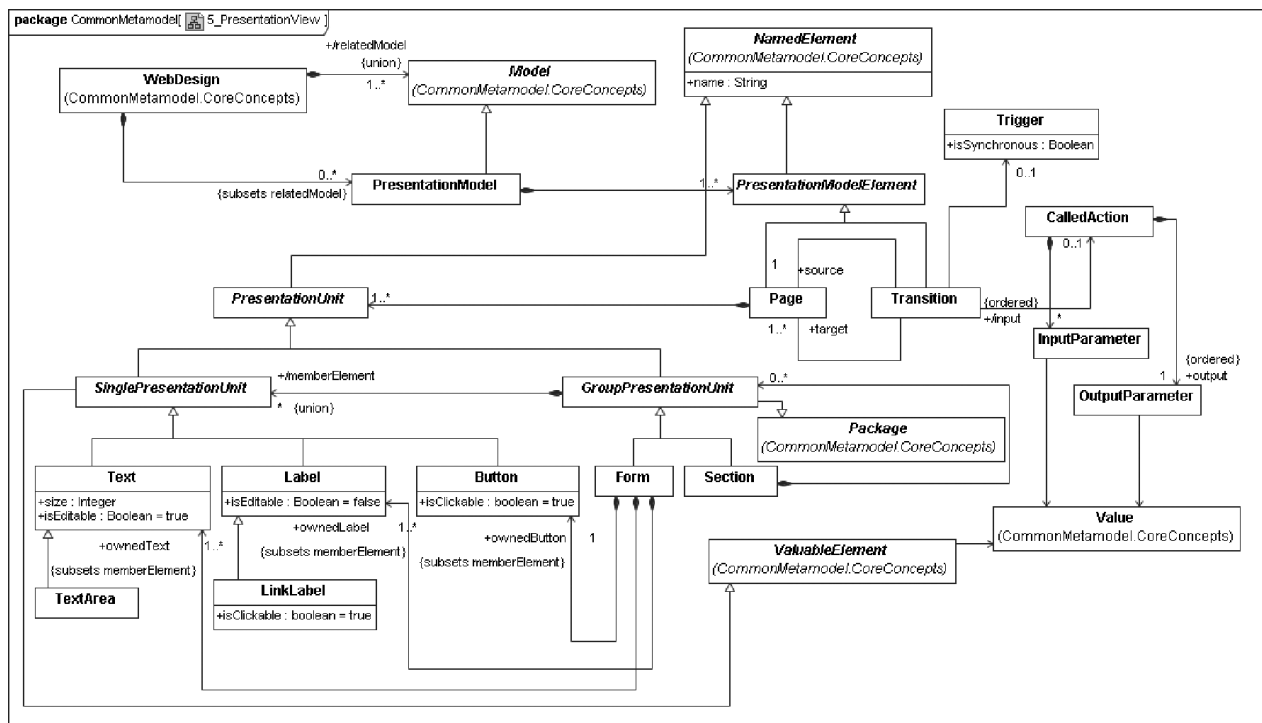 package CommonMetamodel[ 5_PresentationView ]
+/relatedModel
{union}
1..*
WebDesign
(CommonMetamodel.CoreConcepts)
Model
(CommonMetamodel.CoreConcepts)
NamedElement
(CommonMetamodel.CoreConcepts)
+name : String
Trigger
+isSynchronous : Boolean
0..1
0..*
{subsets relatedModel}
PresentationModel
1..*
PresentationModelElement
CalledAction
0..1
1
+source
PresentationUnit
1..*
Page
Transition
{ordered}
+/input
*
1..*
+target
InputParameter
{ordered}
+output
1
OutputParameter
SinglePresentationUnit
+/memberElement
* {union}
GroupPresentationUnit
0..*
Package
(CommonMetamodel.CoreConcepts)
Text
+size : Integer
+isEditable : Boolean = true
Label
+isEditable : Boolean = false
Button
+isClickable : boolean = true
Form
Section
+ownedText
1..*
{subsets memberElement}
+ownedLabel
1..*
{subsets memberElement}
+ownedButton
1
{subsets memberElement}
Value
(CommonMetamodel.CoreConcepts)
ValuableElement
(CommonMetamodel.CoreConcepts)
TextArea
LinkLabel
+isClickable : boolean = true